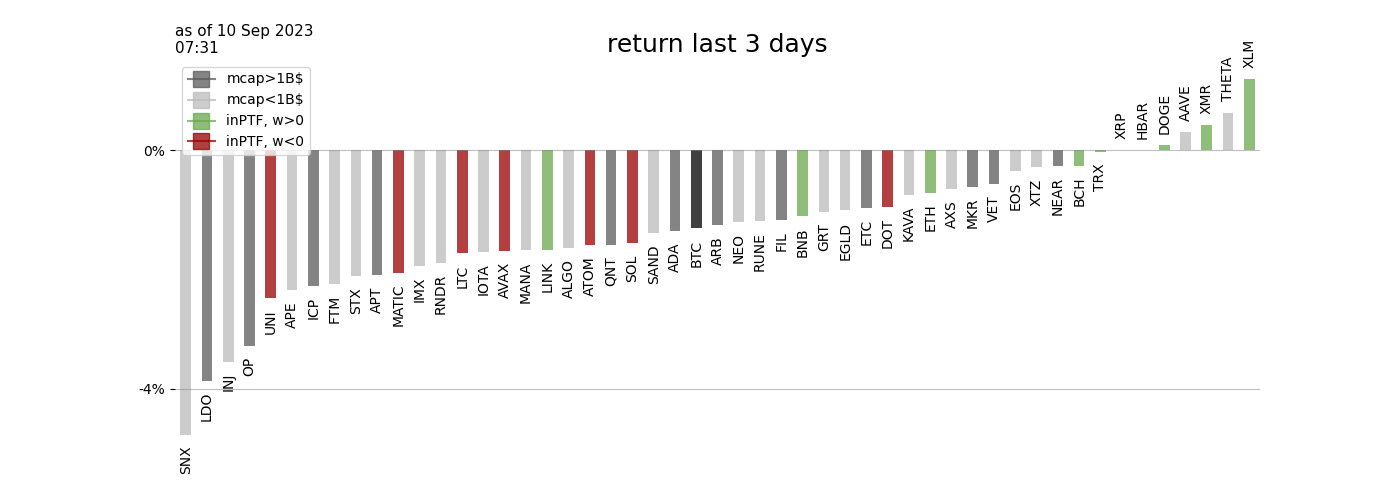 as of 10 Sep 2023
07:31
return last 3 days
mcap>1B$
mcap<1B$
inPTF, w>0
inPTF, w<0
0%
-4%
SNX
LDO
INJ
OP
UNI
APE
ICP
FTM
STX
APT
MATIC
IMX
RNDR
LTC
IOTA
AVAX
MANA
LINK
ALGO
ATOM
QNT
SOL
SAND
ADA
BTC
ARB
NEO
RUNE
FIL
BNB
GRT
EGLD
ETC
DOT
KAVA
ETH
AXS
MKR
VET
EOS
XTZ
NEAR
BCH
TRX
XRP
HBAR
DOGE
AAVE
XMR
THETA
XLM